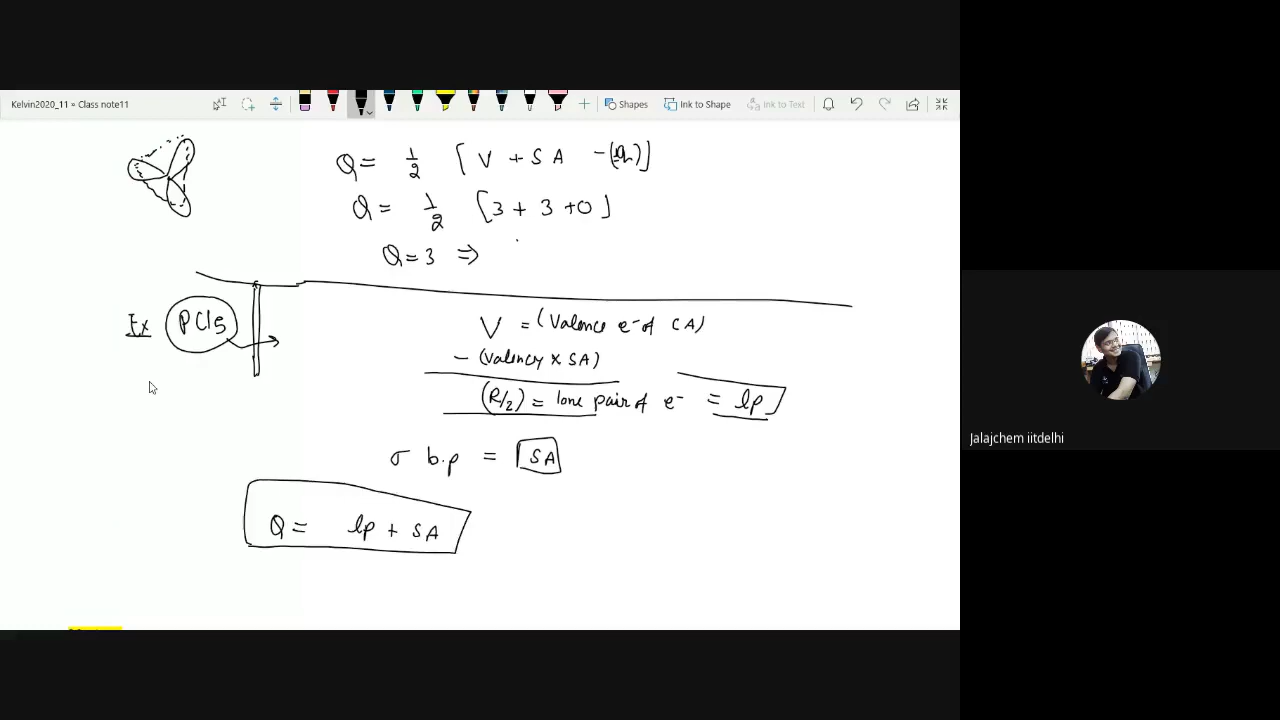 Kelvin2020_11 » Class note11
Shapes
Ink to Shape
Ink to Text
Q = 1/2 [V + SA
Q = 1/2 [3 + 3 + 0]
Q = 3 ⇒
Ex PCl5
V = (Valence e- of CA)
- (Valency x SA)
(R/2) = lone pair of e- = lp
σ b.p = SA
Q = lp + SA
Jalajchem iitdelhi